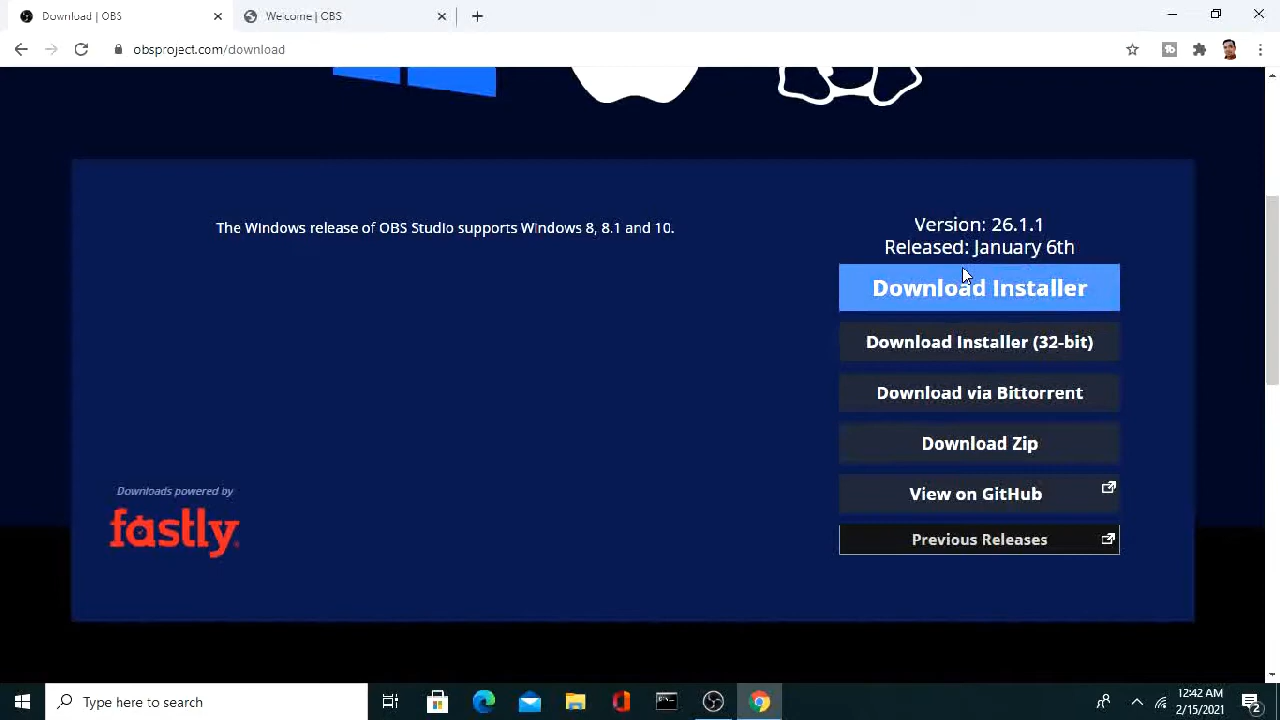 Download | OBS
Welcome | OBS
obsproject.com/download
The Windows release of OBS Studio supports Windows 8, 8.1 and 10.
Version: 26.1.1
Released: January 6th
Download Installer
Download Installer (32-bit)
Download via Bittorrent
Download Zip
View on GitHub
Previous Releases
Downloads powered by
fastly
Type here to search
12:42 AM
2/15/2021
2